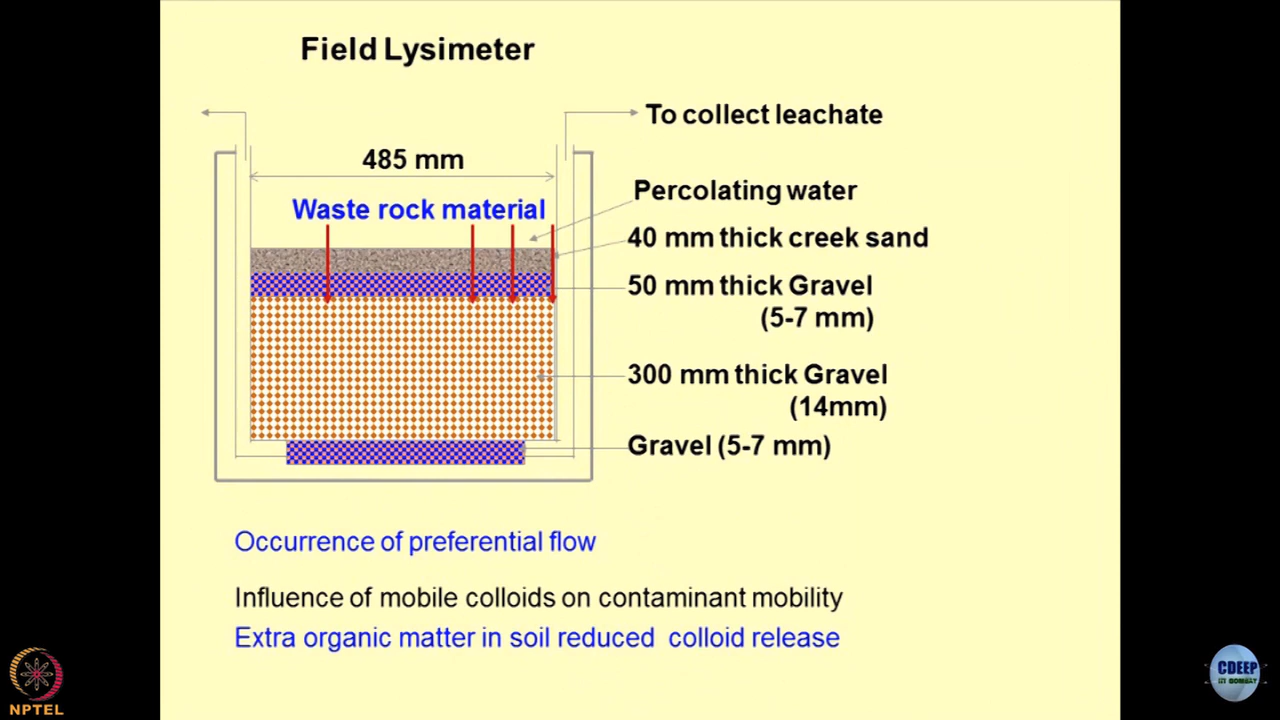 Field Lysimeter
To collect leachate
485 mm
Percolating water
Waste rock material
40 mm thick creek sand
50 mm thick Gravel
(5-7 mm)
300 mm thick Gravel
(14mm)
Gravel (5-7 mm)
Occurrence of preferential flow
Influence of mobile colloids on contaminant mobility
Extra organic matter in soil reduced colloid release
NPTEL
CDEEP
IIT BOMBAY